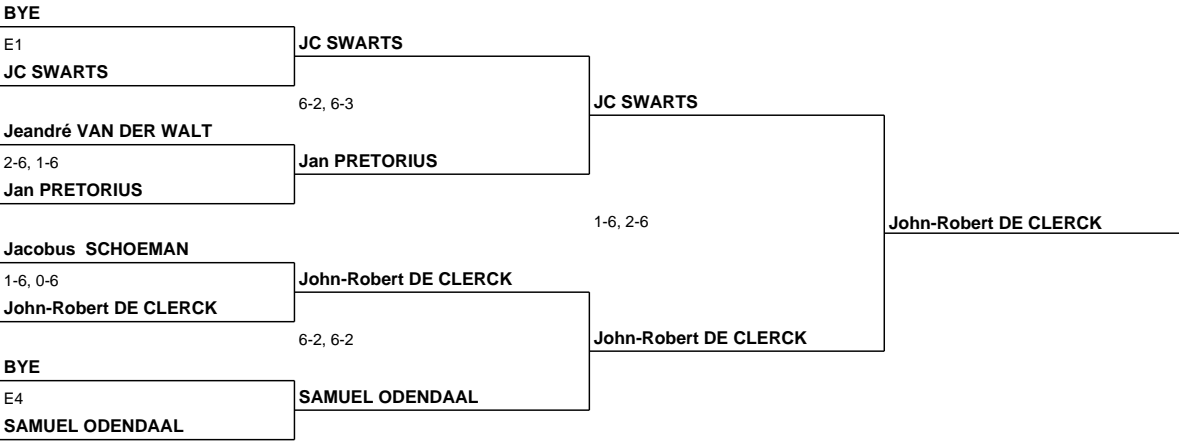 BYE
E1
JC SWARTS
JC SWARTS
6-2, 6-3
JC SWARTS
Jeandré VAN DER WALT
2-6, 1-6
Jan PRETORIUS
Jan PRETORIUS
1-6, 2-6
John-Robert DE CLERCK
Jacobus  SCHOEMAN
1-6, 0-6
John-Robert DE CLERCK
John-Robert DE CLERCK
6-2, 6-2
John-Robert DE CLERCK
BYE
E4
SAMUEL ODENDAAL
SAMUEL ODENDAAL